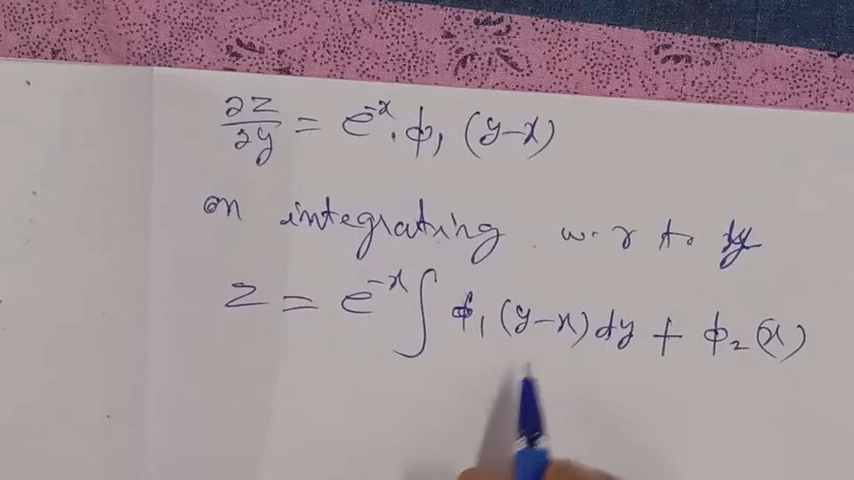 ∂z/∂y = e^-x . ϕ₁ (y-x)
on integrating w.r to y
z = e^-x ∫ ϕ₁ (y-x) dy + ϕ₂ (x)